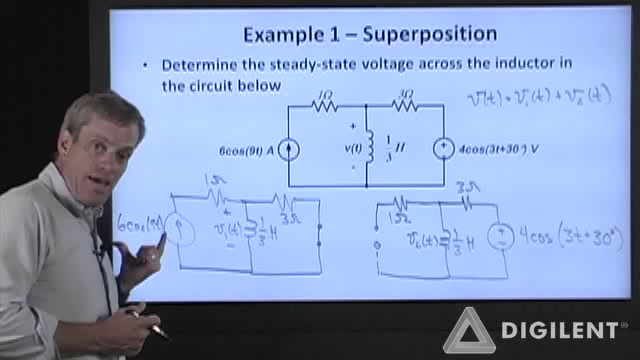 Example 1 – Superposition
• Determine the steady-state voltage across the inductor in
the circuit below
v(t) = v₁(t) + v₂(t)
1Ω
3Ω
6cos(9t) A
+
v(t)
-
1/3 H
+
-
4cos(3t+30°) V
6cos(9t)
1Ω
+
v₁(t)
-
1/3 H
3Ω
1Ω
v₂(t)
1/3 H
3Ω
+
-
4cos(3t+30°)
DIGILENT®